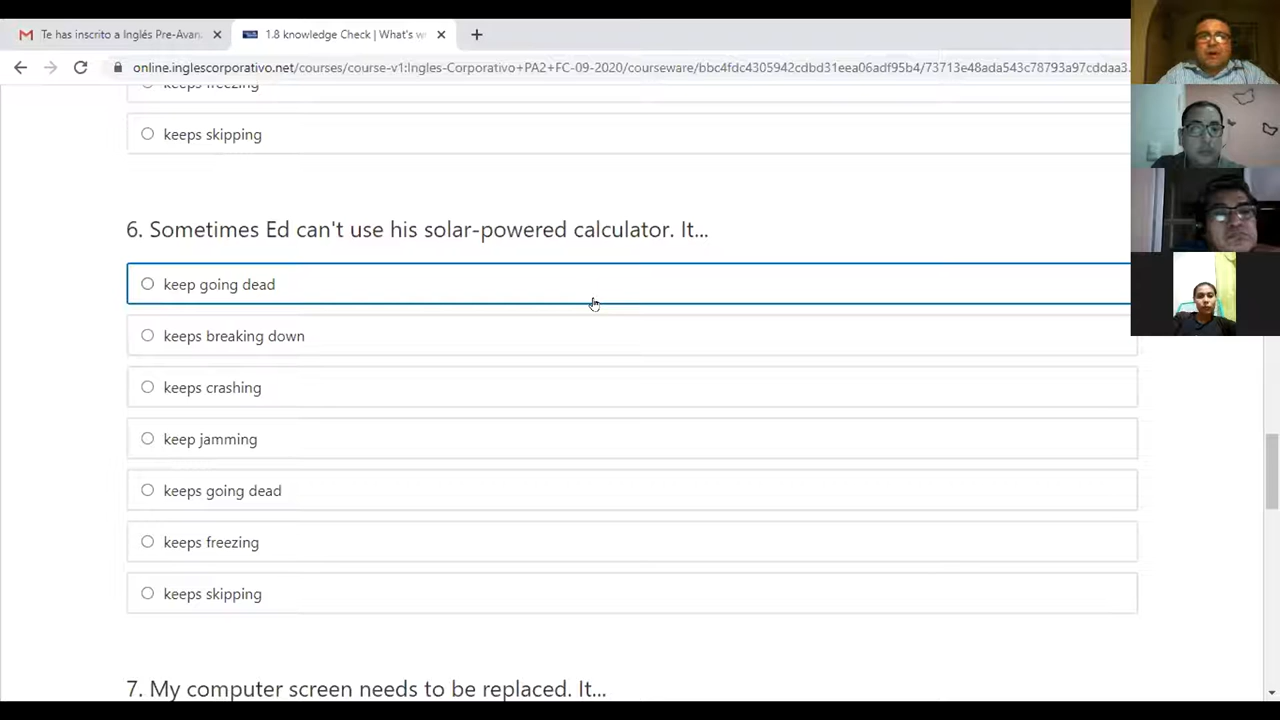 Te has inscrito a Inglés Pre-Avan
1.8 knowledge Check | What's w
online.inglescorporativo.net/courses/course-v1:Ingles-Corporativo+PA2+FC-09-2020/courseware/bbc4fdc4305942cdbd31eea06adf95b4/73713e48ada543c78793a97cddaa3...
keeps freezing
keeps skipping
6. Sometimes Ed can't use his solar-powered calculator. It...
keep going dead
keeps breaking down
keeps crashing
keep jamming
keeps going dead
keeps freezing
keeps skipping
7. My computer screen needs to be replaced. It...